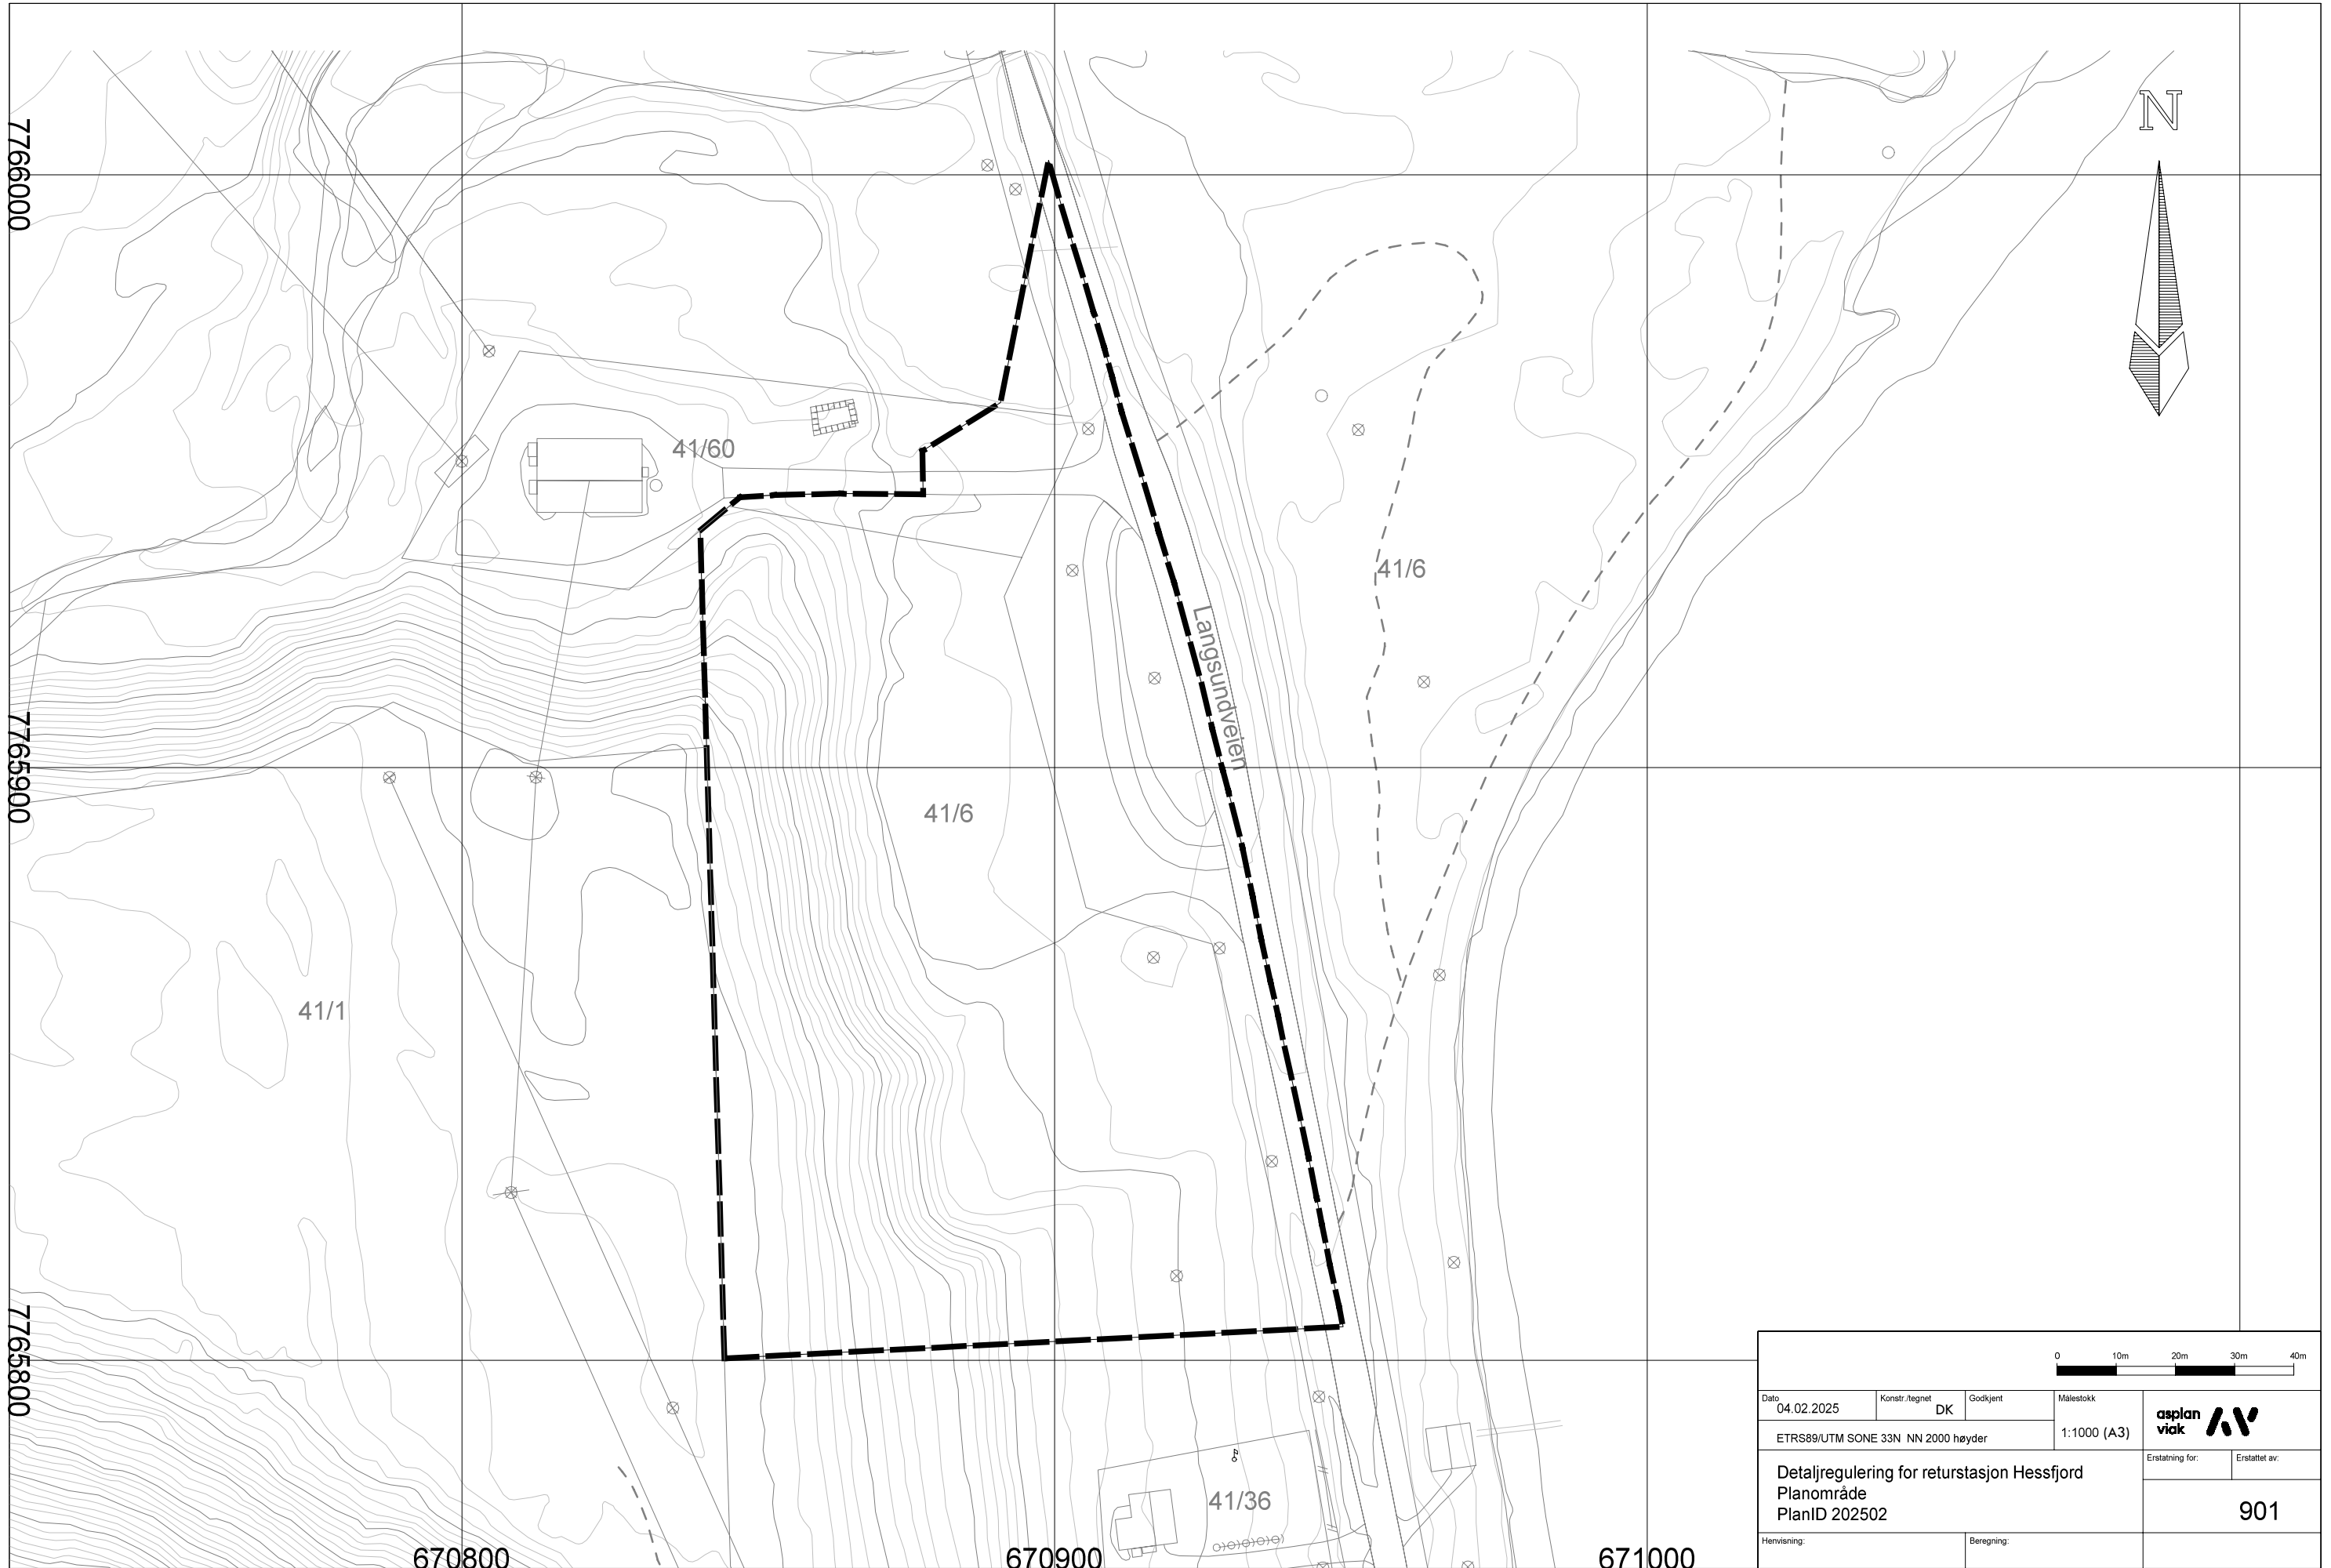 N
7766000
41/60
41/6
Langsundveien
7765900
41/6
41/1
7765800
41/36
670800
670900
671000
0 10m 20m 30m 40m
Dato
04.02.2025
Konstr./tegnet
DK
Godkjent
Målestokk
1:1000 (A3)
asplan
viak
ETRS89/UTM SONE 33N NN 2000 høyder
Detaljregulering for returstasjon Hessfjord
Planområde
PlanID 202502
Erstatning for:
Erstattet av:
901
Henvisning:
Beregning: